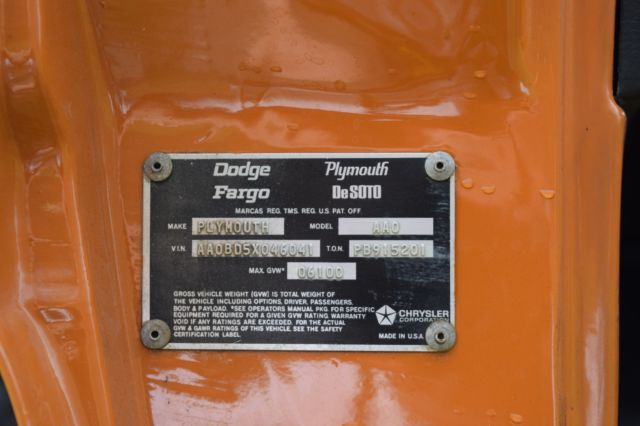 Dodge Plymouth
Fargo DeSOTO
MARCAS REG. TMS. REG. U.S. PAT. OFF.
MAKE PLYMOUTH MODEL AA0
V.I.N. AA0BD5X046041 T.O.N. PB915201
MAX. GVW* 06100
GROSS VEHICLE WEIGHT (GVW) IS TOTAL WEIGHT OF
THE VEHICLE INCLUDING OPTIONS, DRIVER, PASSENGERS,
BODY & PAYLOAD. *SEE OPERATORS MANUAL PKG. FOR SPECIFIC
EQUIPMENT REQUIRED FOR A GIVEN GVW RATING WARRANTY
VOID IF ANY RATINGS ARE EXCEEDED. FOR THE ACTUAL
GVW & GAWR RATINGS OF THIS VEHICLE SEE THE SAFETY
CERTIFICATION LABEL.
CHRYSLER
CORPORATION
MADE IN U.S.A.